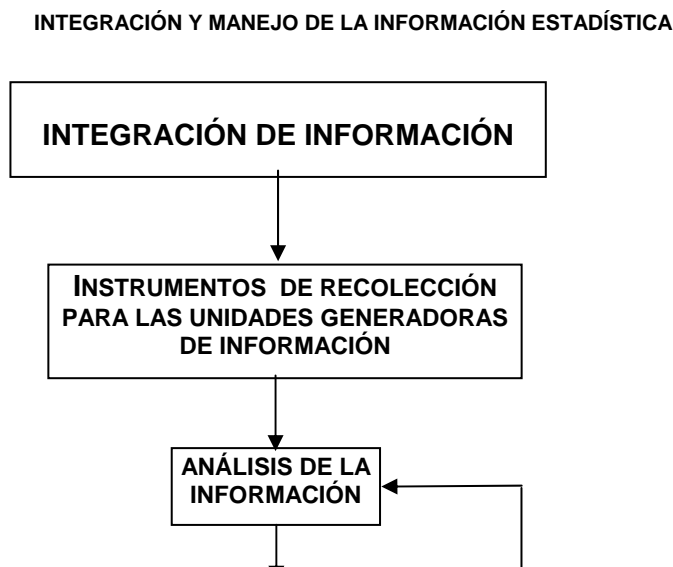 INTEGRACIÓN Y MANEJO DE LA INFORMACIÓN ESTADÍSTICA
INTEGRACIÓN DE INFORMACIÓN
INSTRUMENTOS DE RECOLECCIÓN
PARA LAS UNIDADES GENERADORAS
DE INFORMACIÓN
ANÁLISIS DE LA
INFORMACIÓN